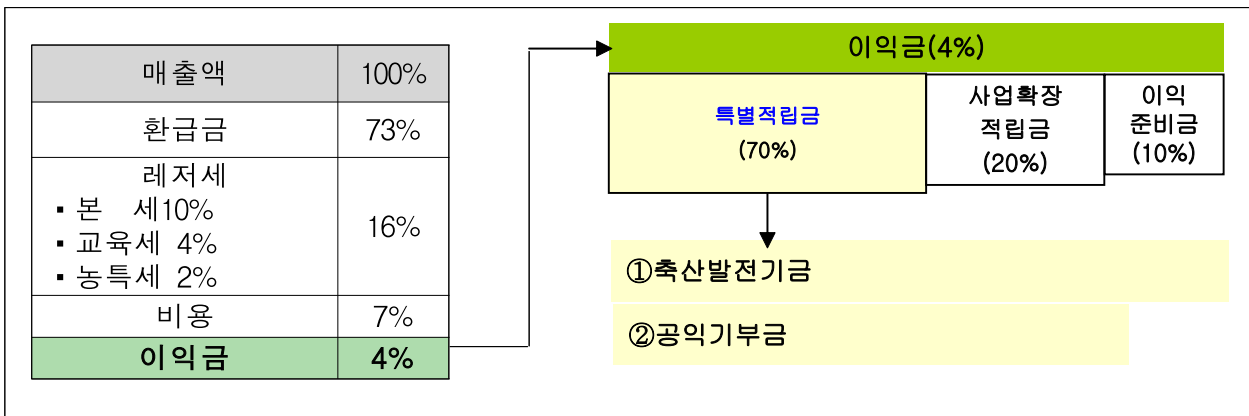 매출액 100%
환급금 73%
레저세
▪ 본 세10%
▪ 교육세 4%
▪ 농특세 2%
16%
비용 7%
이익금 4%
이익금(4%)
특별적립금
(70%)
사업확장
적립금
(20%)
이익
준비금
(10%)
①축산발전기금
②공익기부금